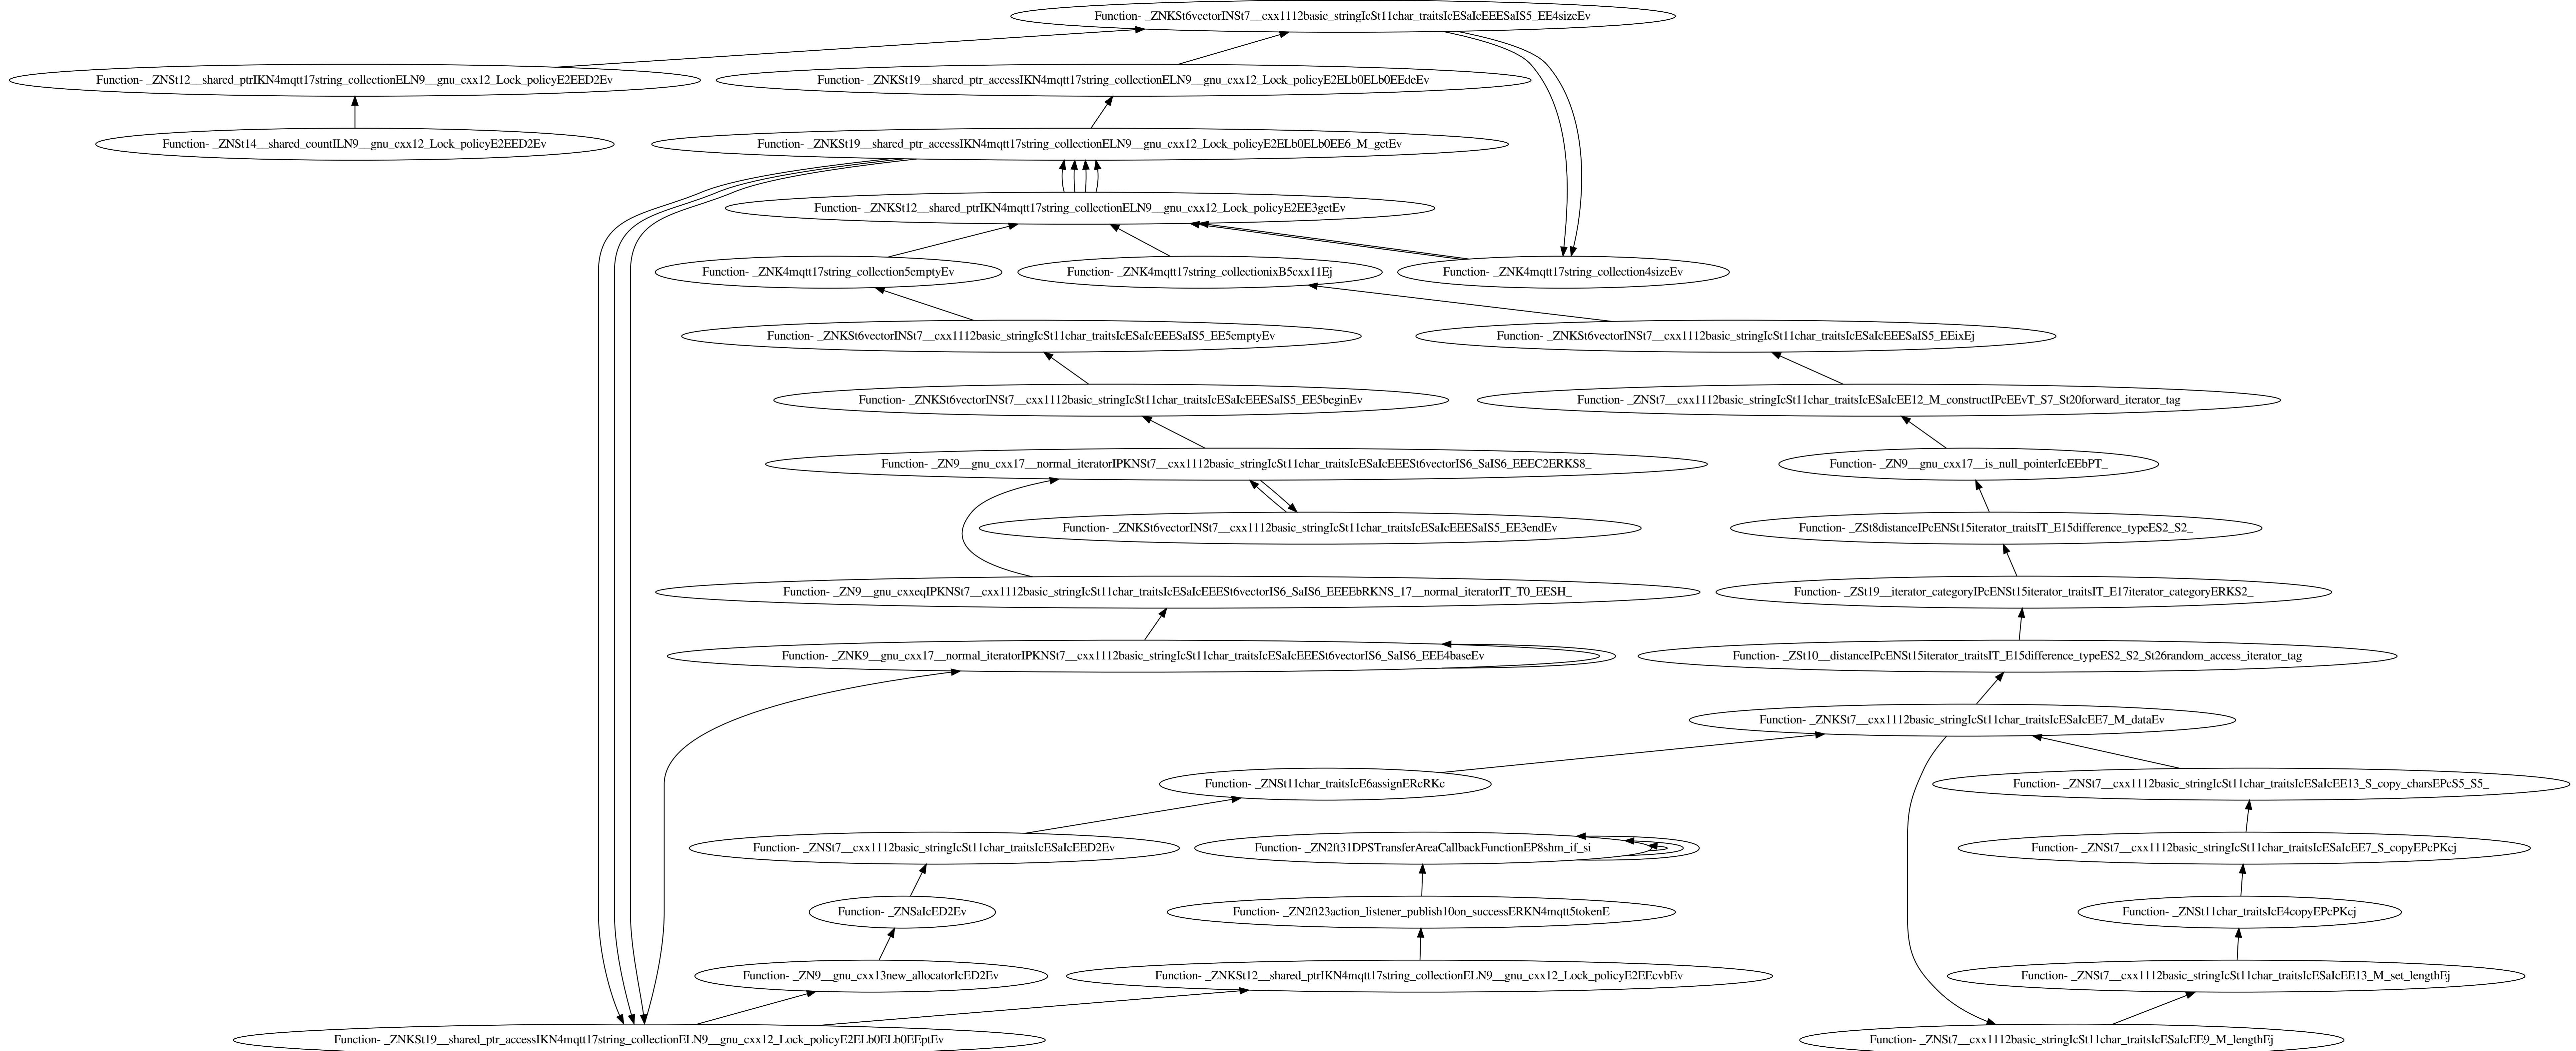 Function- _ZNKSt6vectorINSt7__cxx1112basic_stringIcSt11char_traitsIcESaIcEEESaIS5_EE4sizeEv
Function- _ZNSt12__shared_ptrIKN4mqtt17string_collectionELN9__gnu_cxx12_Lock_policyE2EED2Ev
Function- _ZNKSt19__shared_ptr_accessIKN4mqtt17string_collectionELN9__gnu_cxx12_Lock_policyE2ELb0ELb0EEdeEv
Function- _ZNSt14__shared_countILN9__gnu_cxx12_Lock_policyE2EED2Ev
Function- _ZNKSt19__shared_ptr_accessIKN4mqtt17string_collectionELN9__gnu_cxx12_Lock_policyE2ELb0ELb0EE6_M_getEv
Function- _ZNKSt12__shared_ptrIKN4mqtt17string_collectionELN9__gnu_cxx12_Lock_policyE2EE3getEv
Function- _ZNK4mqtt17string_collection5emptyEv
Function- _ZNK4mqtt17string_collectionixB5cxx11Ej
Function- _ZNK4mqtt17string_collection4sizeEv
Function- _ZNKSt6vectorINSt7__cxx1112basic_stringIcSt11char_traitsIcESaIcEEESaIS5_EE5emptyEv
Function- _ZNKSt6vectorINSt7__cxx1112basic_stringIcSt11char_traitsIcESaIcEEESaIS5_EEixEj
Function- _ZNKSt6vectorINSt7__cxx1112basic_stringIcSt11char_traitsIcESaIcEEESaIS5_EE5beginEv
Function- _ZNSt7__cxx1112basic_stringIcSt11char_traitsIcESaIcEE12_M_constructIPcEEvT_S7_St20forward_iterator_tag
Function- _ZN9__gnu_cxx17__normal_iteratorIPKNSt7__cxx1112basic_stringIcSt11char_traitsIcESaIcEEESt6vectorIS6_SaIS6_EEEC2ERKS8_
Function- _ZN9__gnu_cxx17__is_null_pointerIcEEbPT_
Function- _ZNKSt6vectorINSt7__cxx1112basic_stringIcSt11char_traitsIcESaIcEEESaIS5_EE3endEv
Function- _ZSt8distanceIPcENSt15iterator_traitsIT_E15difference_typeES2_S2_
Function- _ZN9__gnu_cxxeqIPKNSt7__cxx1112basic_stringIcSt11char_traitsIcESaIcEEESt6vectorIS6_SaIS6_EEEEbRKNS_17__normal_iteratorIT_T0_EESH_
Function- _ZSt19__iterator_categoryIPcENSt15iterator_traitsIT_E17iterator_categoryERKS2_
Function- _ZNK9__gnu_cxx17__normal_iteratorIPKNSt7__cxx1112basic_stringIcSt11char_traitsIcESaIcEEESt6vectorIS6_SaIS6_EEE4baseEv
Function- _ZSt10__distanceIPcENSt15iterator_traitsIT_E15difference_typeES2_S2_St26random_access_iterator_tag
Function- _ZNKSt7__cxx1112basic_stringIcSt11char_traitsIcESaIcEE7_M_dataEv
Function- _ZNSt11char_traitsIcE6assignERcRKc
Function- _ZNSt7__cxx1112basic_stringIcSt11char_traitsIcESaIcEE13_S_copy_charsEPcS5_S5_
Function- _ZNSt7__cxx1112basic_stringIcSt11char_traitsIcESaIcEED2Ev
Function- _ZN2ft31DPSTransferAreaCallbackFunctionEP8shm_if_si
Function- _ZNSt7__cxx1112basic_stringIcSt11char_traitsIcESaIcEE7_S_copyEPcPKcj
Function- _ZNSaIcED2Ev
Function- _ZN2ft23action_listener_publish10on_successERKN4mqtt5tokenE
Function- _ZNSt11char_traitsIcE4copyEPcPKcj
Function- _ZN9__gnu_cxx13new_allocatorIcED2Ev
Function- _ZNKSt12__shared_ptrIKN4mqtt17string_collectionELN9__gnu_cxx12_Lock_policyE2EEcvbEv
Function- _ZNSt7__cxx1112basic_stringIcSt11char_traitsIcESaIcEE13_M_set_lengthEj
Function- _ZNKSt19__shared_ptr_accessIKN4mqtt17string_collectionELN9__gnu_cxx12_Lock_policyE2ELb0ELb0EEptEv
Function- _ZNSt7__cxx1112basic_stringIcSt11char_traitsIcESaIcEE9_M_lengthEj